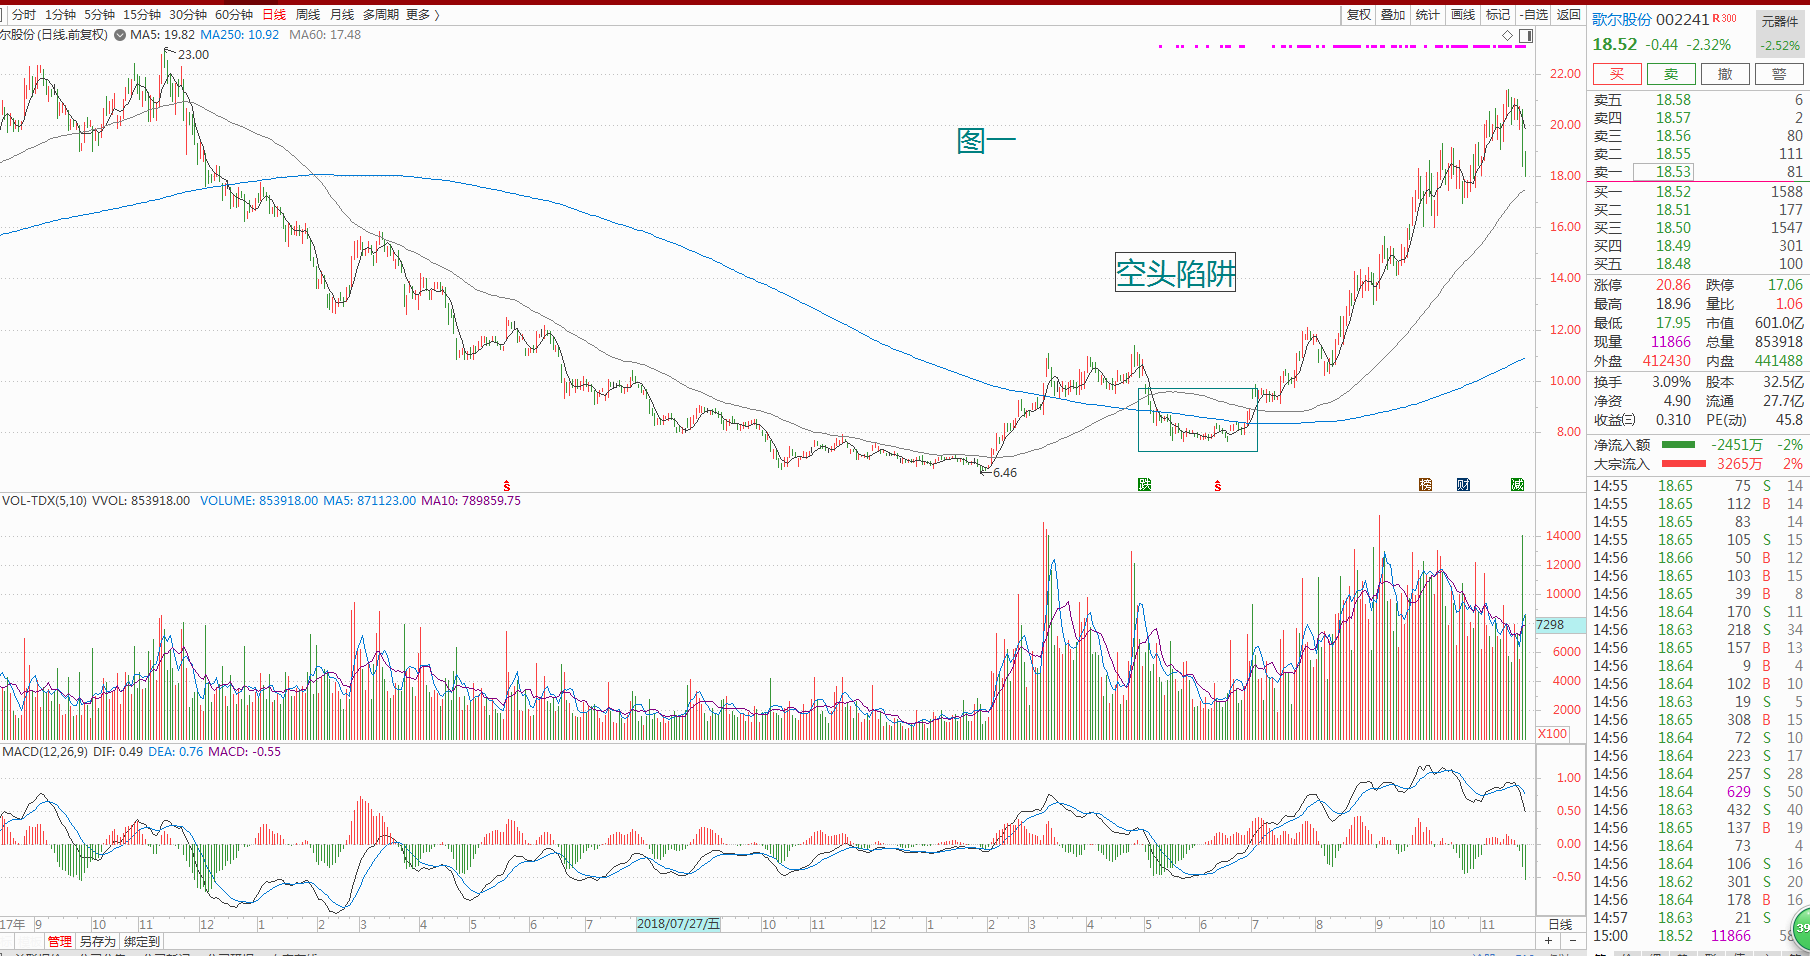 分时 1分钟 5分钟 15分钟 30分钟 60分钟 日线 周线 月线 多周期 更多 〉
复权 叠加 统计 画线 标记 -自选 返回
尔股份(日线.前复权) MA5: 19.82 MA250: 10.92 MA60: 17.48
歌尔股份 002241 R300
元器件
18.52 -0.44 -2.32%
-2.52%
买 卖 撤 警
卖五 18.58 6
卖四 18.57 2
卖三 18.56 80
卖二 18.55 111
卖一 18.53 81
买一 18.52 1588
买二 18.51 177
买三 18.50 1547
买四 18.49 301
买五 18.48 100
涨停 20.86 跌停 17.06
最高 18.96 量比 1.06
最低 17.95 市值 601.0亿
现量 11866 总量 853918
外盘 412430 内盘 441488
换手 3.09% 股本 32.5亿
净资 4.90 流通 27.7亿
收益㈢ 0.310 PE(动) 45.8
净流入额 -2451万 -2%
大宗流入 3265万 2%
14:55 18.65 75 S 14
14:55 18.65 112 B 14
14:55 18.65 83 14
14:55 18.65 105 S 15
14:56 18.66 50 B 12
14:56 18.65 103 B 15
14:56 18.65 39 B 8
14:56 18.64 170 S 11
14:56 18.63 218 S 34
14:56 18.65 157 B 13
14:56 18.64 9 B 4
14:56 18.64 102 B 10
14:56 18.63 19 S 5
14:56 18.65 308 B 15
14:56 18.64 72 S 10
14:56 18.64 223 S 17
14:56 18.64 257 S 28
14:56 18.64 629 S 50
14:56 18.63 432 S 40
14:56 18.65 137 B 19
14:56 18.64 73 4
14:56 18.64 106 S 16
14:56 18.62 301 S 20
14:56 18.64 178 B 16
14:57 18.63 21 S
15:00 18.52 11866
39
23.00
图一
空头陷阱
6.46
22.00
20.00
18.00
16.00
14.00
12.00
10.00
8.00
$ 跌 $ 榜 财 减
VOL-TDX(5,10) VVOL: 853918.00 VOLUME: 853918.00 MA5: 871123.00 MA10: 789859.75
14000
12000
10000
7298
6000
4000
2000
X100
MACD(12,26,9) DIF: 0.49 DEA: 0.76 MACD: -0.55
1.00
0.50
0.00
-0.50
17年 9 10 11 12 1 2 3 4 5 6 7 2018/07/27/五 10 11 12 1 2 3 4 5 6 7 8 9 10 11 日线
管理 另存为 绑定到 + −